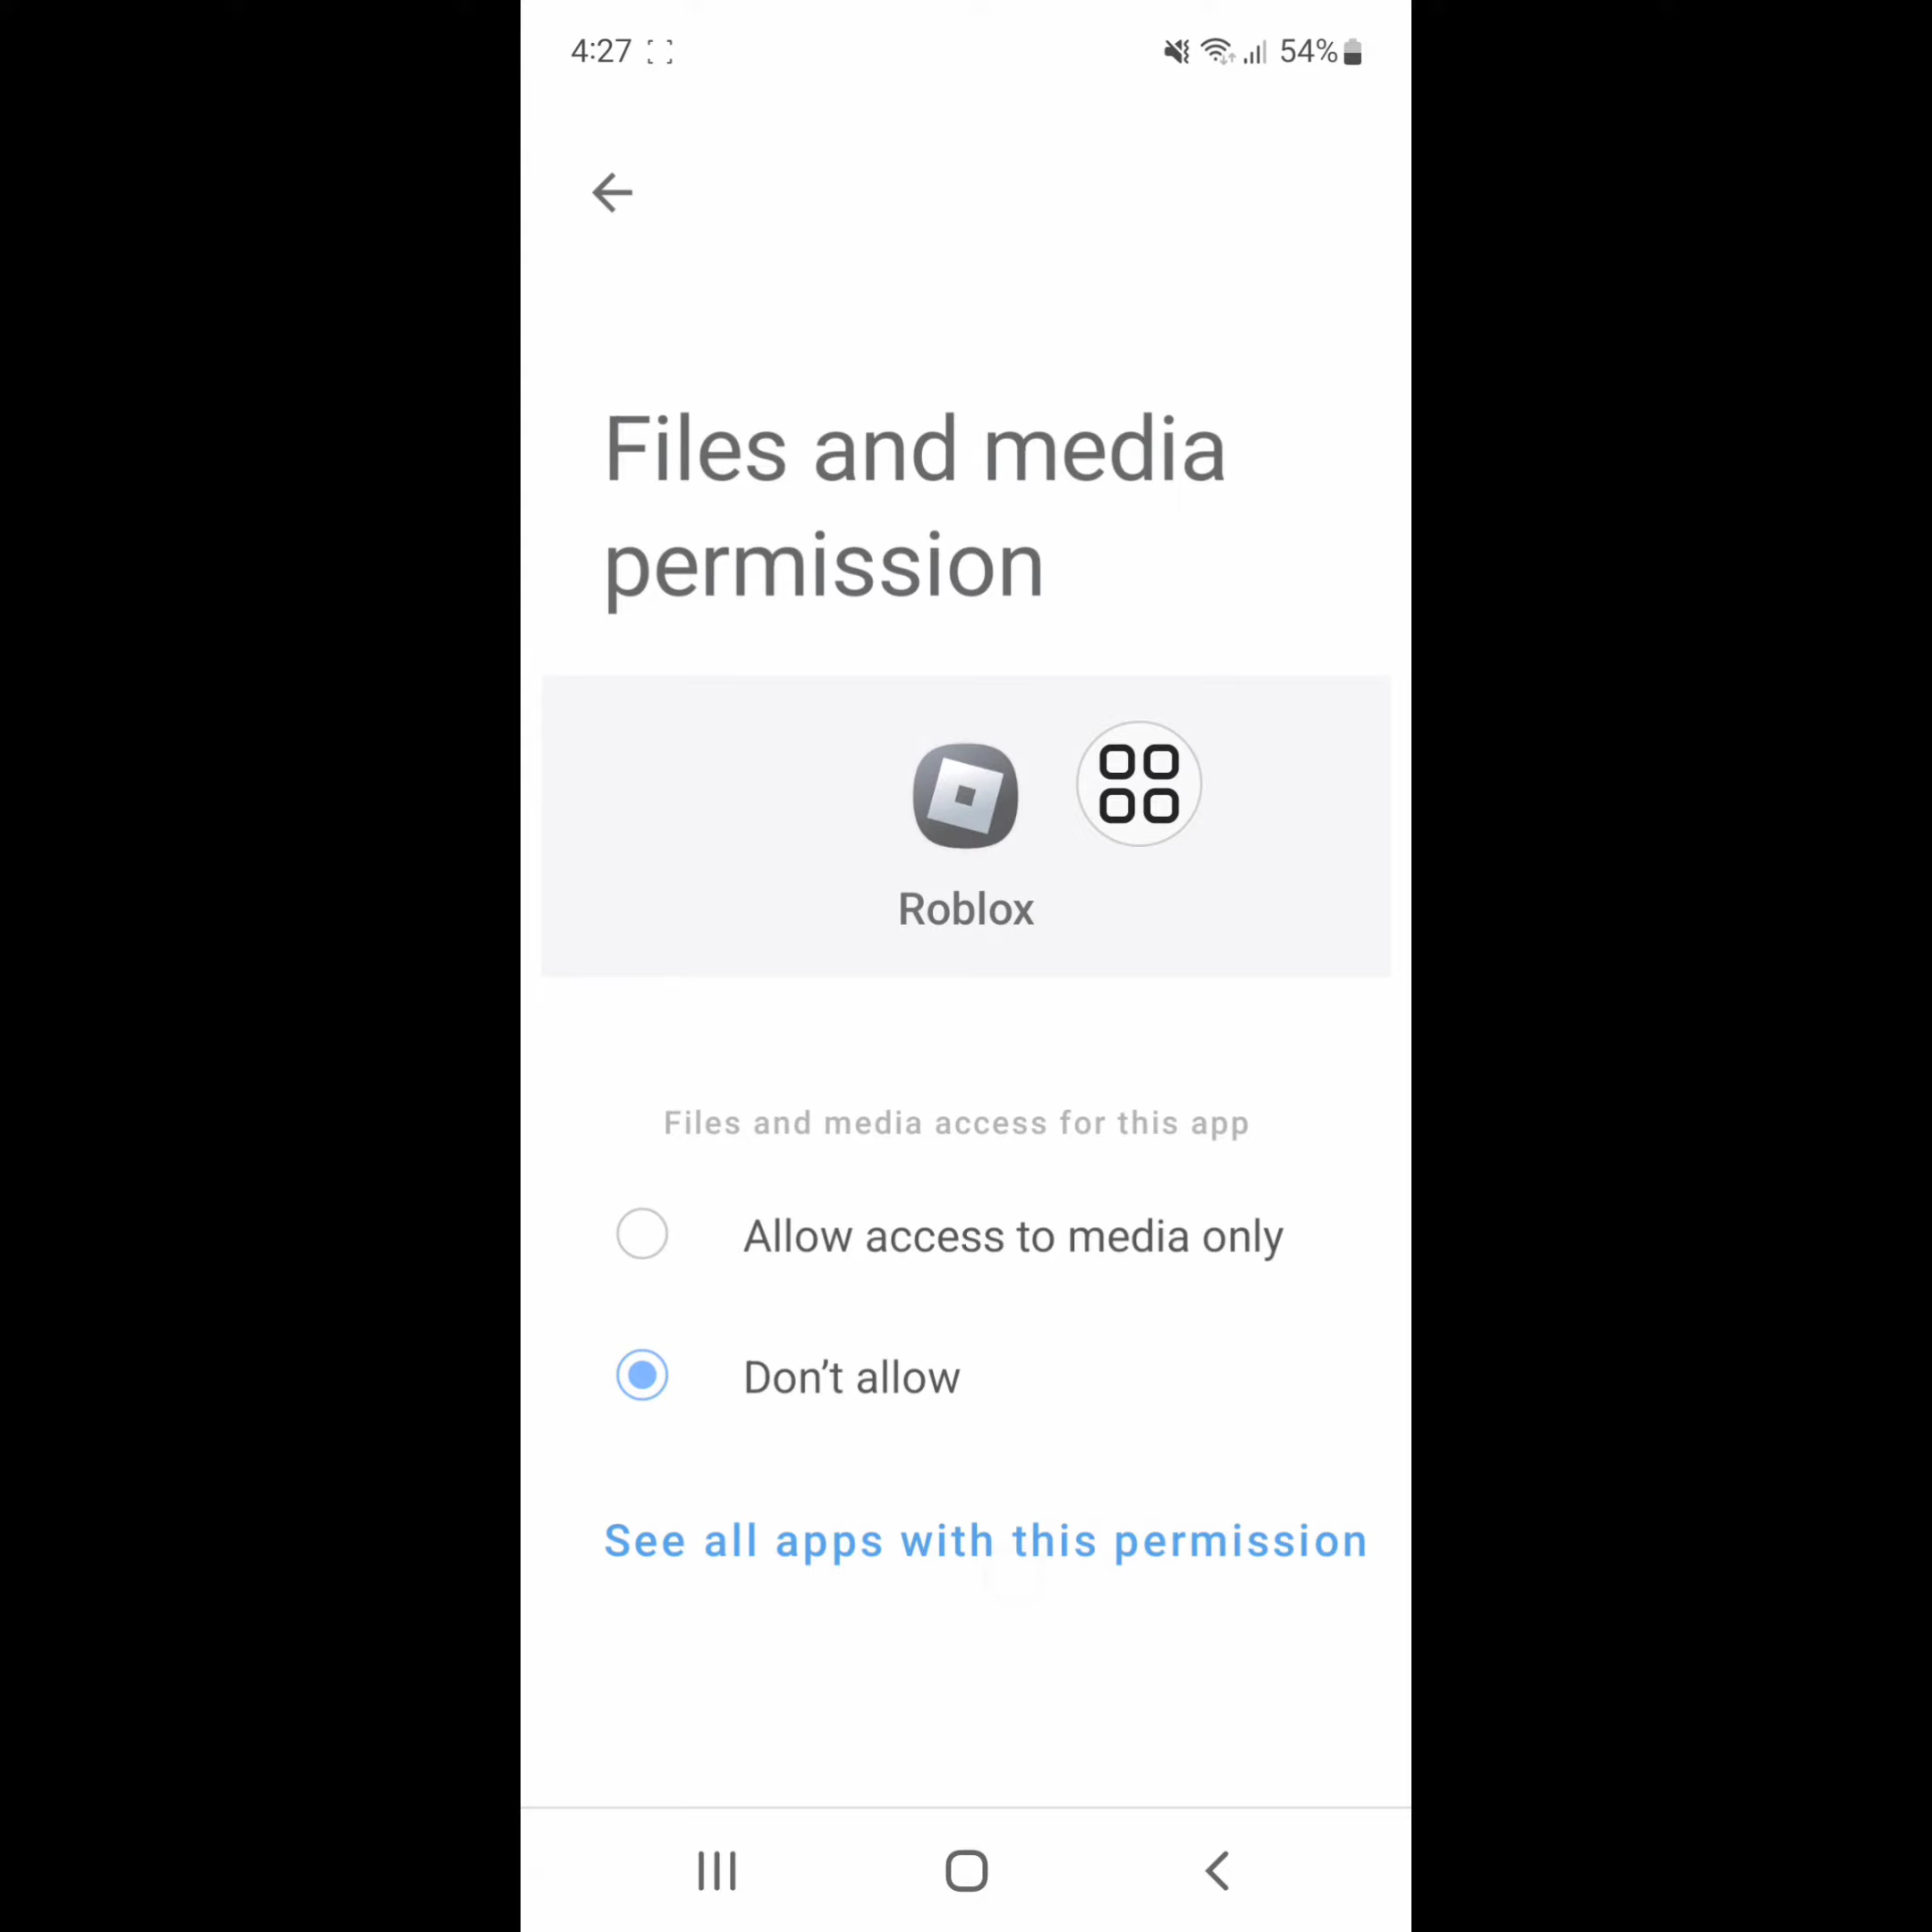 4:27 54%
Files and media
permission
Roblox
Files and media access for this app
Allow access to media only
Don’t allow
See all apps with this permission